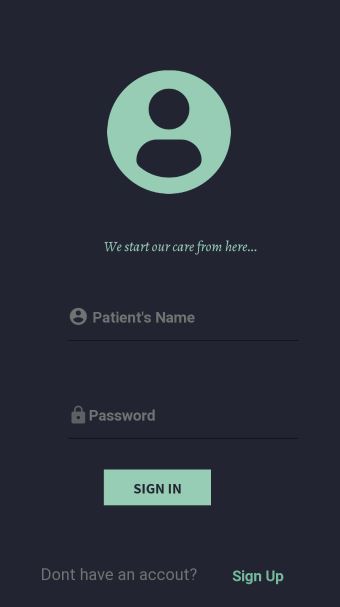 We start our care from here...
Patient's Name
Password
SIGN IN
Dont have an accout? Sign Up